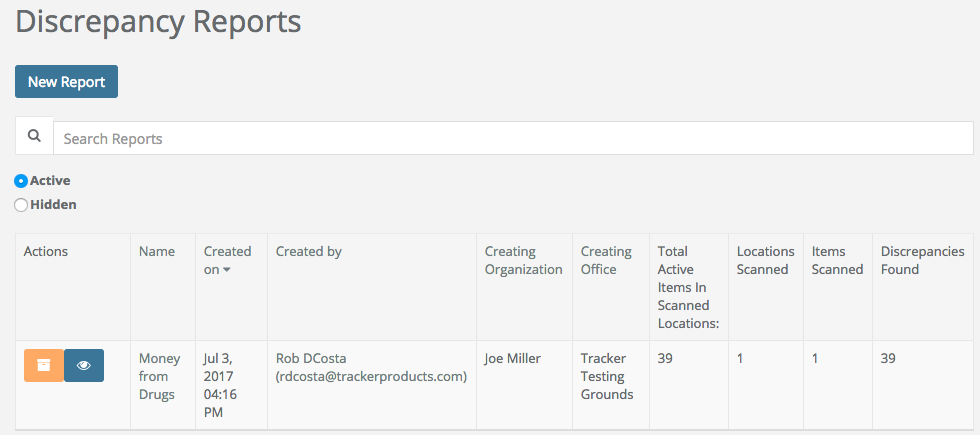 Discrepancy Reports
New Report
Search Reports
Active
Hidden
Actions
Name
Created
on
Created by
Creating
Organization
Creating
Office
Total
Active
Items In
Scanned
Locations:
Locations
Scanned
Items
Scanned
Discrepancies
Found
Money
from
Drugs
Jul 3,
2017
04:16
PM
Rob DCosta
(rdcosta@trackerproducts.com)
Joe Miller
Tracker
Testing
Grounds
39
1
1
39